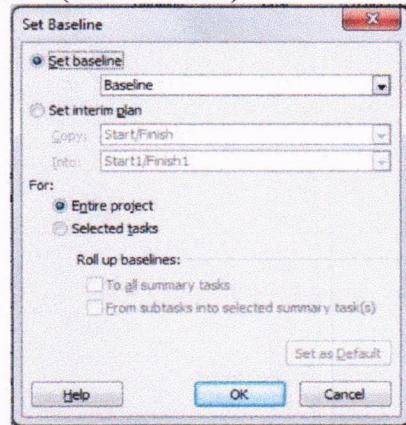 Set Baseline
Set baseline
Baseline
Set interim plan
Copy: Start/Finish
Into: Start1/Finish1
For:
Entire project
Selected tasks
Roll up baselines:
To all summary tasks
From subtasks into selected summary task(s)
Set as Default
Help OK Cancel